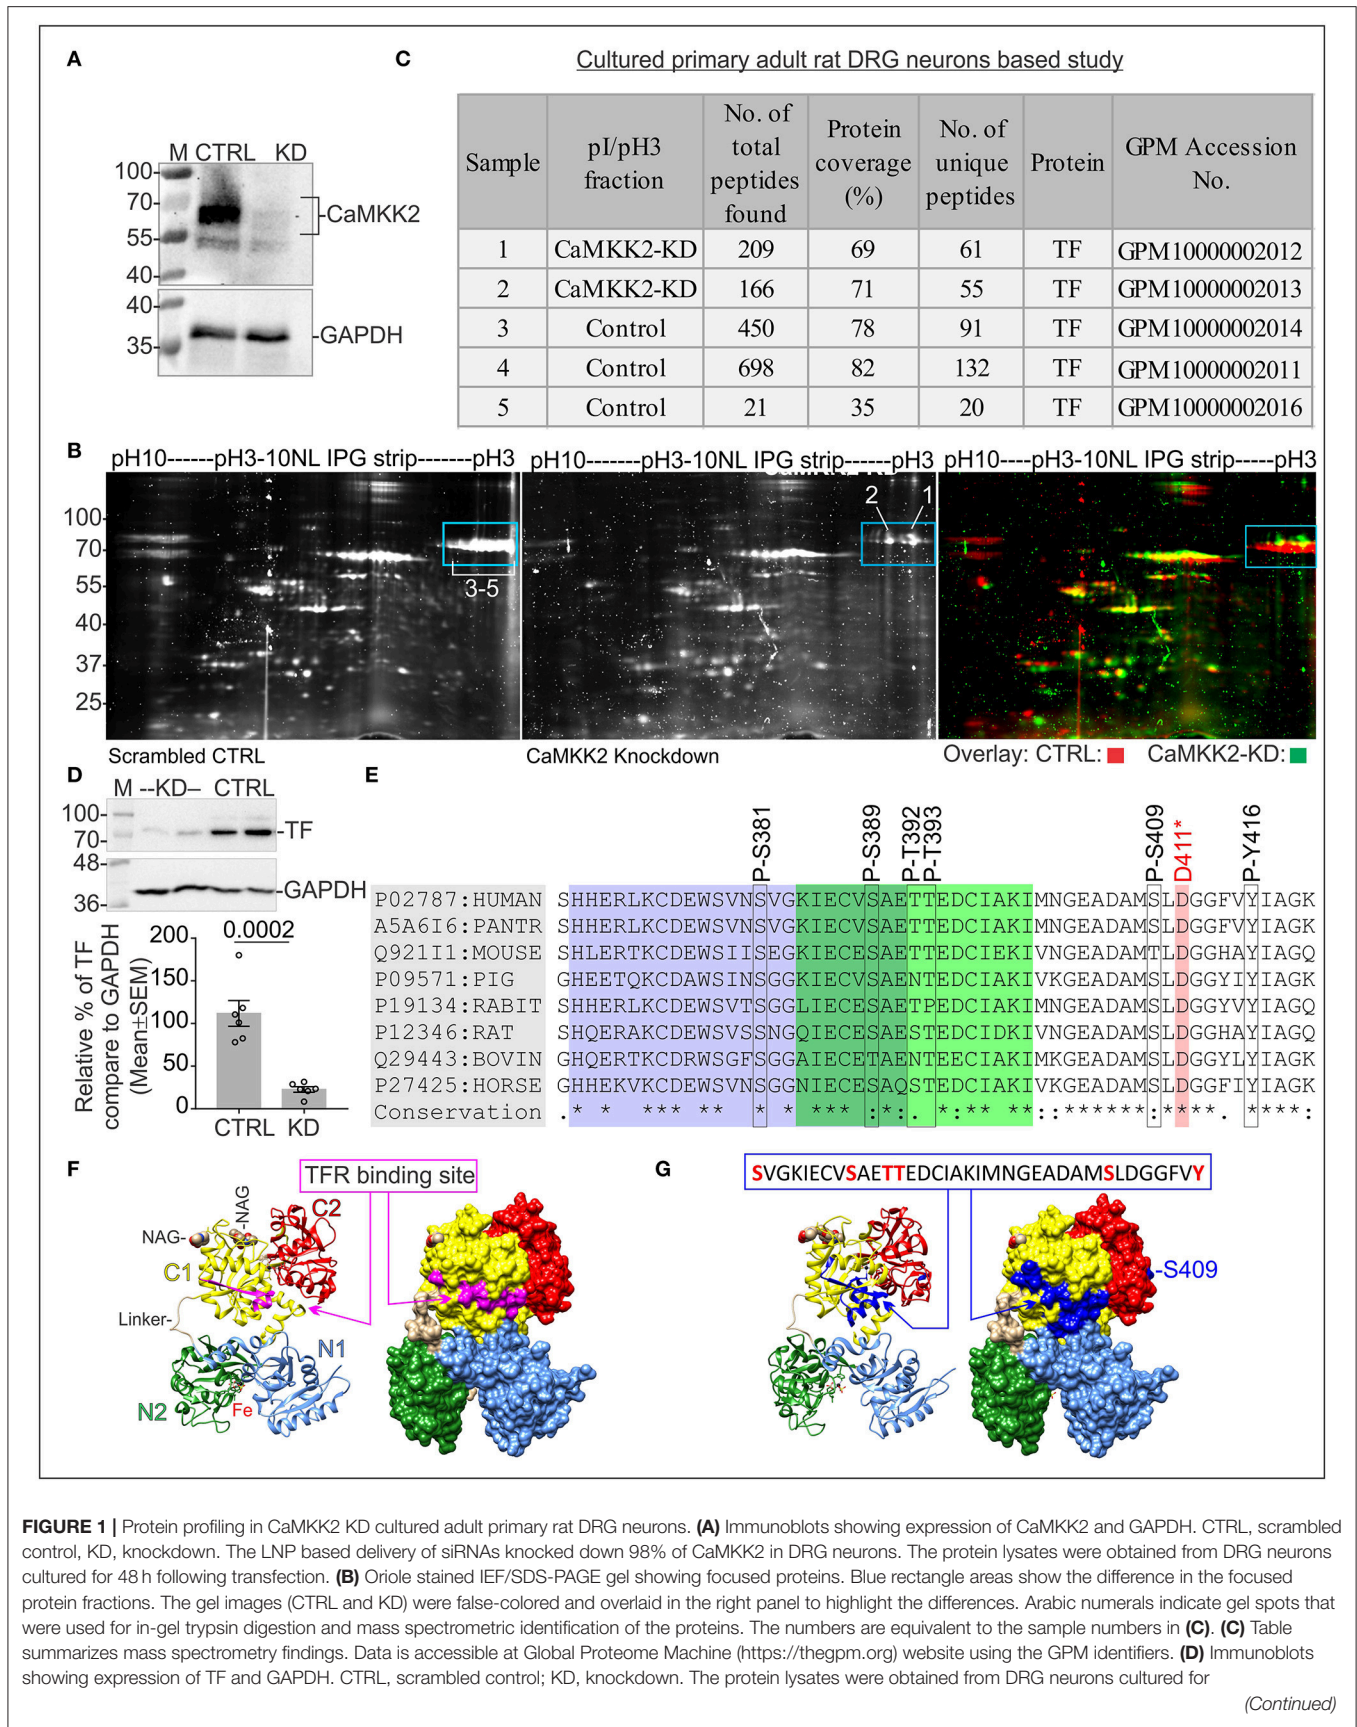 A
M CTRL KD
100-
70-
55-
40-
-CaMKK2
40-
35-
-GAPDH
C
Cultured primary adult rat DRG neurons based study
Sample | pI/pH3 fraction | No. of total peptides found | Protein coverage (%) | No. of unique peptides | Protein | GPM Accession No.
1 | CaMKK2-KD | 209 | 69 | 61 | TF | GPM10000002012
2 | CaMKK2-KD | 166 | 71 | 55 | TF | GPM10000002013
3 | Control | 450 | 78 | 91 | TF | GPM10000002014
4 | Control | 698 | 82 | 132 | TF | GPM10000002011
5 | Control | 21 | 35 | 20 | TF | GPM10000002016
B
pH10-------pH3-10NL IPG strip--------pH3
pH10--------pH3-10NL IPG strip-------pH3
pH10----pH3-10NL IPG strip-----pH3
100-
70-
55-
40-
37-
25-
3-5
2 1
Scrambled CTRL
CaMKK2 Knockdown
Overlay: CTRL: CaMKK2-KD:
D
M --KD– CTRL
100-
70-
-TF
48-
36-
-GAPDH
0.0002
Relative % of TF
compare to GAPDH
(Mean±SEM)
200
150
100
50
0
CTRL KD
E
P-S381 P-S389 P-T392 P-T393 P-S409 D411* P-Y416
P02787:HUMAN SHHERLKCDEWSVNSVGKIECVSAETTEDCIAKIMNGEADAMSLDGGFVYIAGK
A5A6I6:PANTR SHHERLKCDEWSVNSVGKIECVSAETTEDCIAKIMNGEADAMSLDGGFVYIAGK
Q921I1:MOUSE SHLERTKCDEWSIISEGKIECESAETTEDCIEKIVNGEADAMTLDGGHAYIAGQ
P09571:PIG GHEETQKCDAWSINSGGKIECVSAENTEDCIAKIVKGEADAMSLDGGYIYIAGK
P19134:RABIT SHHERLKCDEWSVTSGGLIECESAETPEDCIAKIMNGEADAMSLDGGYVYIAGQ
P12346:RAT SHQERAKCDEWSVSSNGQIECESAESTEDCIDKIVNGEADAMSLDGGHAYIAGQ
Q29443:BOVIN GHQERTKCDRWSGFSGGAIECETAENTEECIAKIMKGEADAMSLDGGYLYIAGK
P27425:HORSE GHHEKVKCDEWSVNSGGNIECESAQSTEDCIAKIVKGEADAMSLDGGFIYIAGK
Conservation .* * *** ** * * *** :*:. *:** **::******:****. ****:
F
TFR binding site
NAG-
-NAG
C2
C1
Linker-
N1
N2
Fe
G
SVGKIECVSAETTEDCIAKIMNGEADAMSLDGGFVY
-S409
FIGURE 1 | Protein profiling in CaMKK2 KD cultured adult primary rat DRG neurons. (A) Immunoblots showing expression of CaMKK2 and GAPDH. CTRL, scrambled
control, KD, knockdown. The LNP based delivery of siRNAs knocked down 98% of CaMKK2 in DRG neurons. The protein lysates were obtained from DRG neurons
cultured for 48 h following transfection. (B) Oriole stained IEF/SDS-PAGE gel showing focused proteins. Blue rectangle areas show the difference in the focused
protein fractions. The gel images (CTRL and KD) were false-colored and overlaid in the right panel to highlight the differences. Arabic numerals indicate gel spots that
were used for in-gel trypsin digestion and mass spectrometric identification of the proteins. The numbers are equivalent to the sample numbers in (C). (C) Table
summarizes mass spectrometry findings. Data is accessible at Global Proteome Machine (https://thegpm.org) website using the GPM identifiers. (D) Immunoblots
showing expression of TF and GAPDH. CTRL, scrambled control; KD, knockdown. The protein lysates were obtained from DRG neurons cultured for
(Continued)